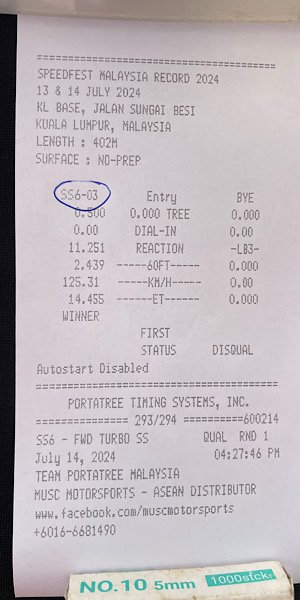 ==========================================
SPEEDFEST MALAYSIA RECORD 2024
13 & 14 JULY 2024
KL BASE, JALAN SUNGAI BESI
KUALA LUMPUR, MALAYSIA
LENGTH : 402M
SURFACE : NO-PREP
SS6-03 Entry BYE
0.500 0.000 TREE 0.000
0.00 DIAL-IN 0.00
11.251 REACTION -LB3-
2.439 ------60FT----- 0.000
125.31 ------KM/H----- 0.00
14.455 ------ET------- 0.000
WINNER
FIRST
STATUS DISQUAL
Autostart Disabled
==========================================
PORTATREE TIMING SYSTEMS, INC.
=============== 293/294 ==========600214
SS6 - FWD TURBO SS QUAL RND 1
July 14, 2024 04:27:46 PM
TEAM PORTATREE MALAYSIA
MUSC MOTORSPORTS - ASEAN DISTRIBUTOR
www.facebook.com/muscmotorsports
+6016-6681490
NO.10 5mm 1000stcks